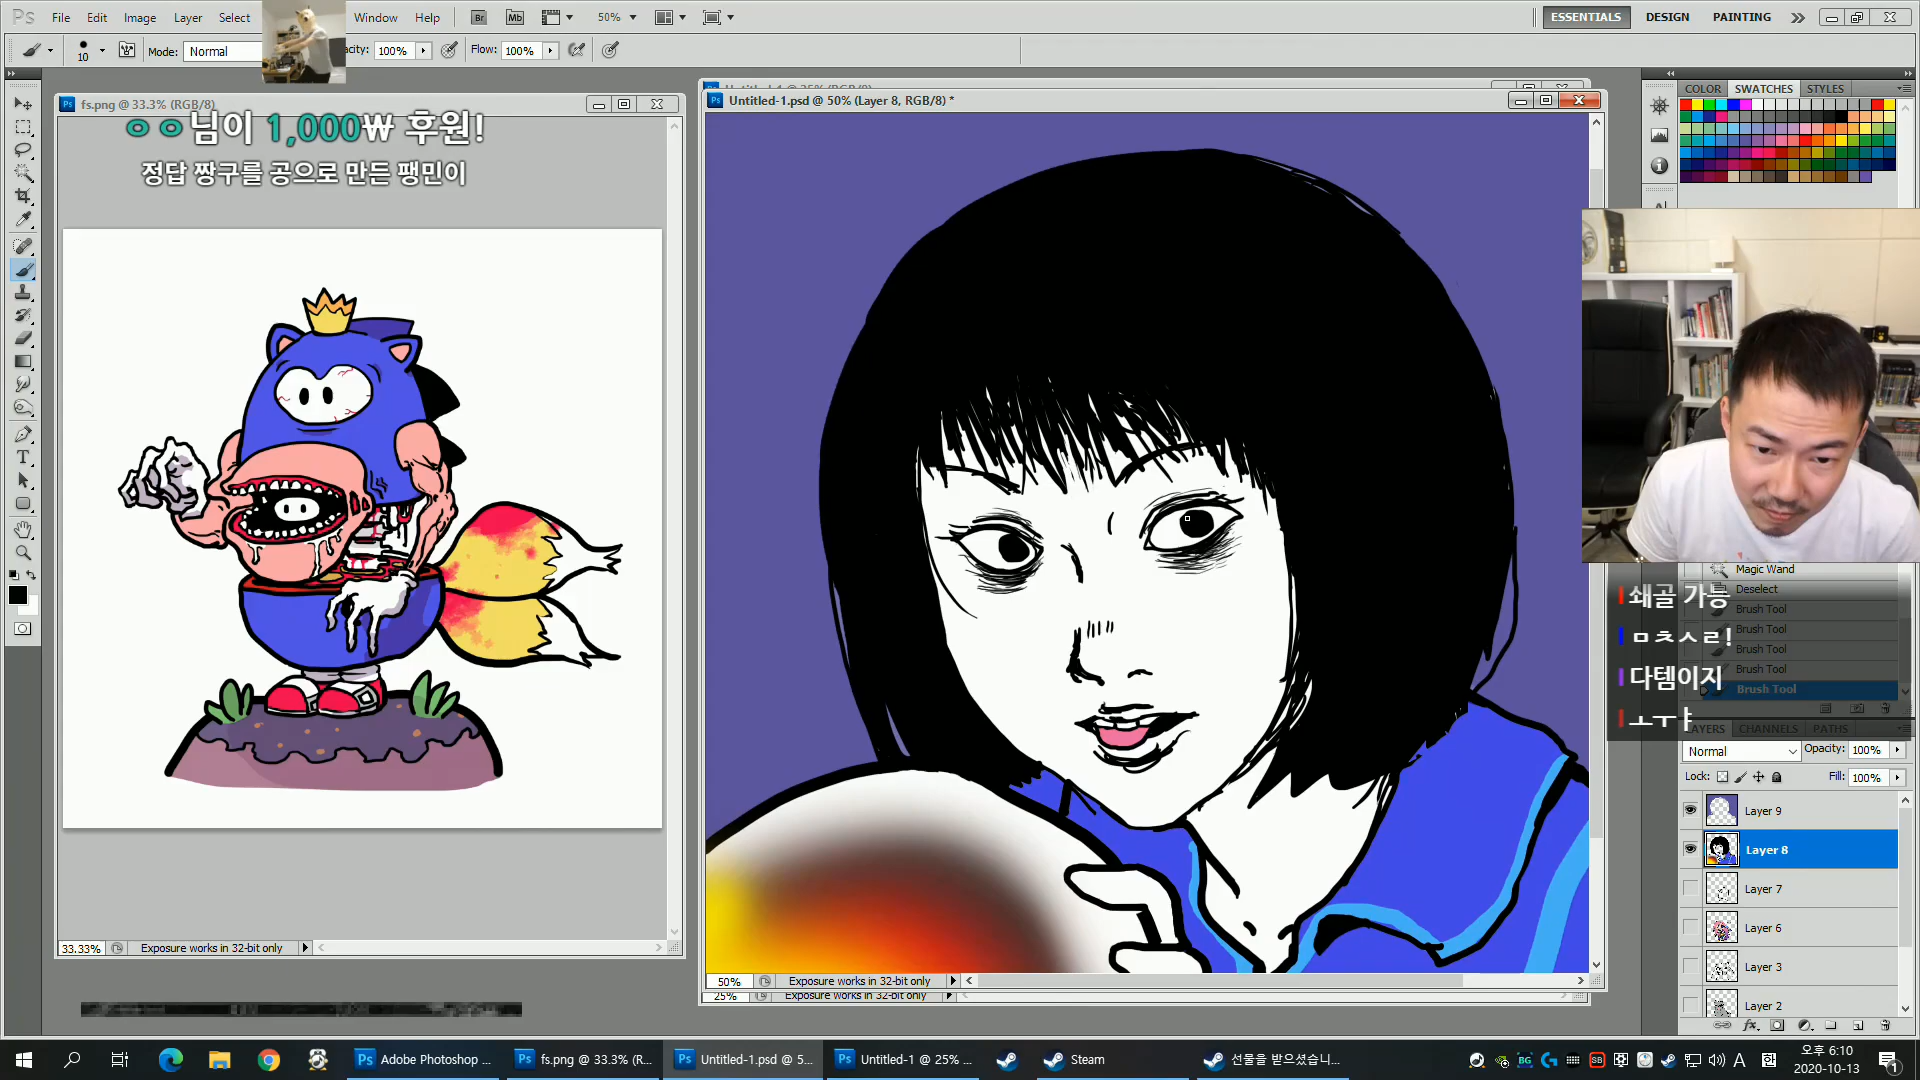 Ps File Edit Image Layer Select Window Help Br Mb 50% ESSENTIALS DESIGN PAINTING
10 Mode: Normal 100% Flow: 100%
fs.png @ 33.3% (RGB/8)
ㅇㅇ님이 1,000₩ 후원!
정답 짱구를 공으로 만든 팽민이
Untitled-1.psd @ 50% (Layer 8, RGB/8) *
COLOR SWATCHES STYLES
Magic Wand
Deselect
Brush Tool
Brush Tool
Brush Tool
Brush Tool
Brush Tool
쇄골 가능
ㅁㅊㅅㄹ!
다템이지
ㅗㅜㅑ
LAYERS CHANNELS PATHS
Normal Opacity: 100%
Lock: Fill: 100%
Layer 9
Layer 8
Layer 7
Layer 6
Layer 3
Layer 2
33.33% Exposure works in 32-bit only
50% Exposure works in 32-bit only
25% Exposure works in 32-bit only
Adobe Photoshop ...
fs.png @ 33.3% (R...
Untitled-1.psd @ 5...
Untitled-1 @ 25% ...
Steam
선물을 받으셨습니...
A
오후 6:10
2020-10-13
1